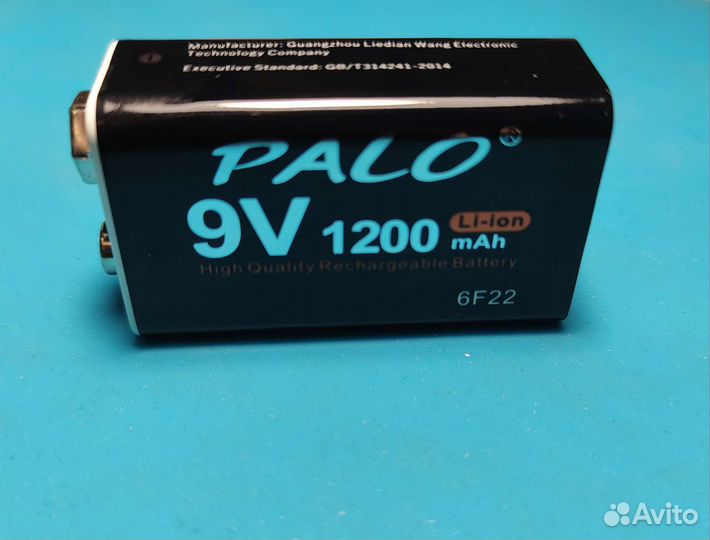 Manufacturer: Guangzhou Liedian Wang Electronic
Technology Company
Executive Standard: GB/T314241-2014
PALO®
9V 1200 mAh Li-ion
High Quality Rechargeable Battery
6F22
Avito